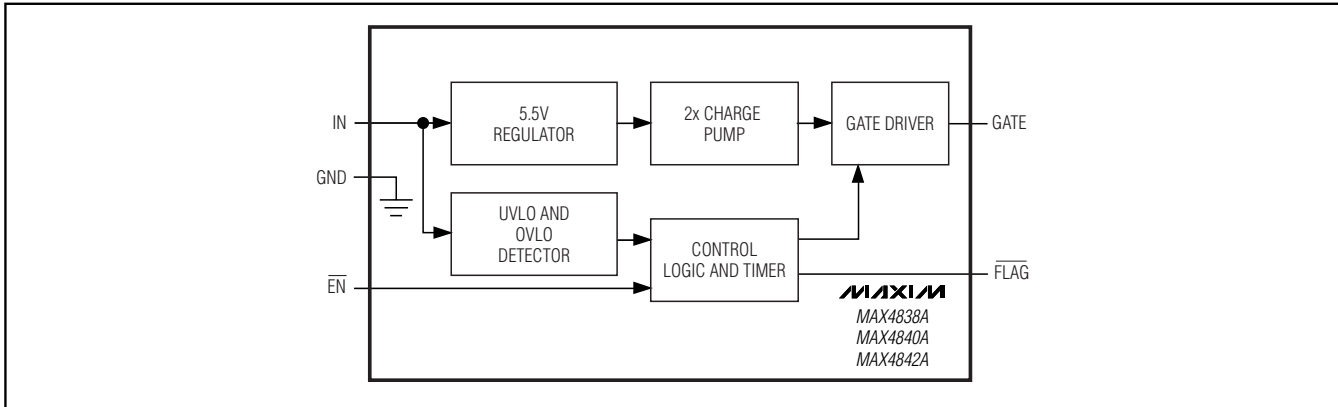 IN
5.5V
REGULATOR
2x CHARGE
PUMP
GATE DRIVER
GATE
GND
UVLO AND
OVLO
DETECTOR
CONTROL
LOGIC AND TIMER
EN
FLAG
MAXIM
MAX4838A
MAX4840A
MAX4842A